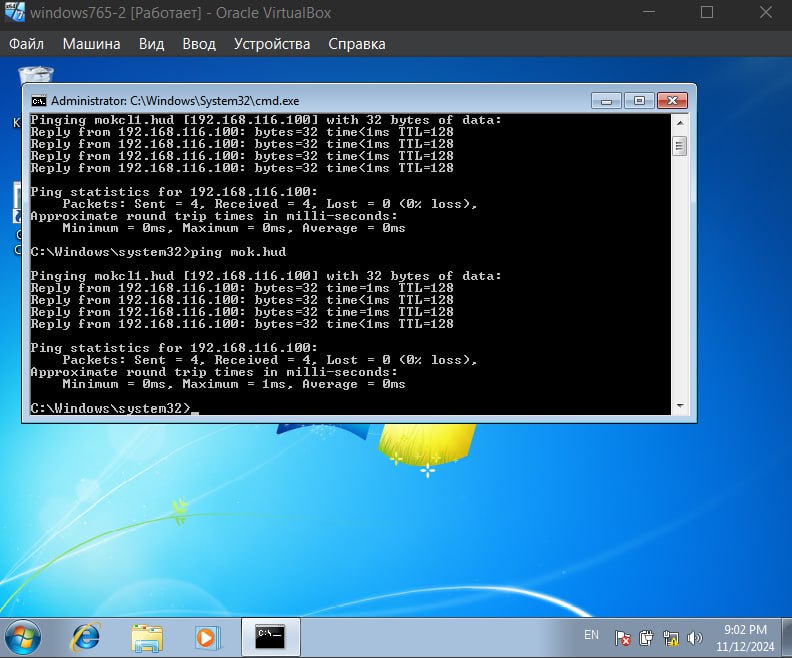 windows765-2 [Работает] - Oracle VirtualBox
Файл Машина Вид Ввод Устройства Справка
Administrator: C:\Windows\System32\cmd.exe
Pinging mokcl1.hud [192.168.116.100] with 32 bytes of data:
Reply from 192.168.116.100: bytes=32 time<1ms TTL=128
Reply from 192.168.116.100: bytes=32 time<1ms TTL=128
Reply from 192.168.116.100: bytes=32 time<1ms TTL=128
Reply from 192.168.116.100: bytes=32 time<1ms TTL=128
Ping statistics for 192.168.116.100:
Packets: Sent = 4, Received = 4, Lost = 0 (0% loss),
Approximate round trip times in milli-seconds:
Minimum = 0ms, Maximum = 0ms, Average = 0ms
C:\Windows\system32>ping mok.hud
Pinging mokcl1.hud [192.168.116.100] with 32 bytes of data:
Reply from 192.168.116.100: bytes=32 time=1ms TTL=128
Reply from 192.168.116.100: bytes=32 time<1ms TTL=128
Reply from 192.168.116.100: bytes=32 time=1ms TTL=128
Reply from 192.168.116.100: bytes=32 time<1ms TTL=128
Ping statistics for 192.168.116.100:
Packets: Sent = 4, Received = 4, Lost = 0 (0% loss),
Approximate round trip times in milli-seconds:
Minimum = 0ms, Maximum = 1ms, Average = 0ms
C:\Windows\system32>_
EN
9:02 PM
11/12/2024